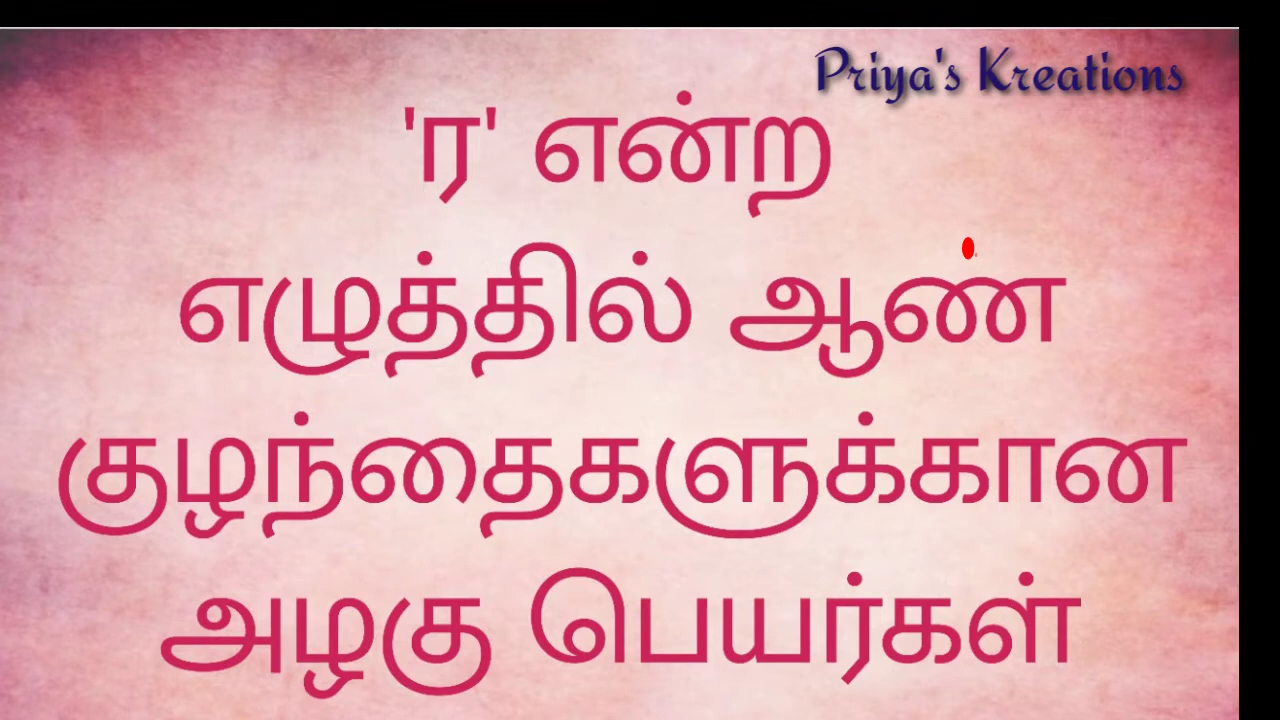 Priya's Kreations
'ர' என்ற
எழுத்தில் ஆண்
குழந்தைகளுக்கான
அழகு பெயர்கள்